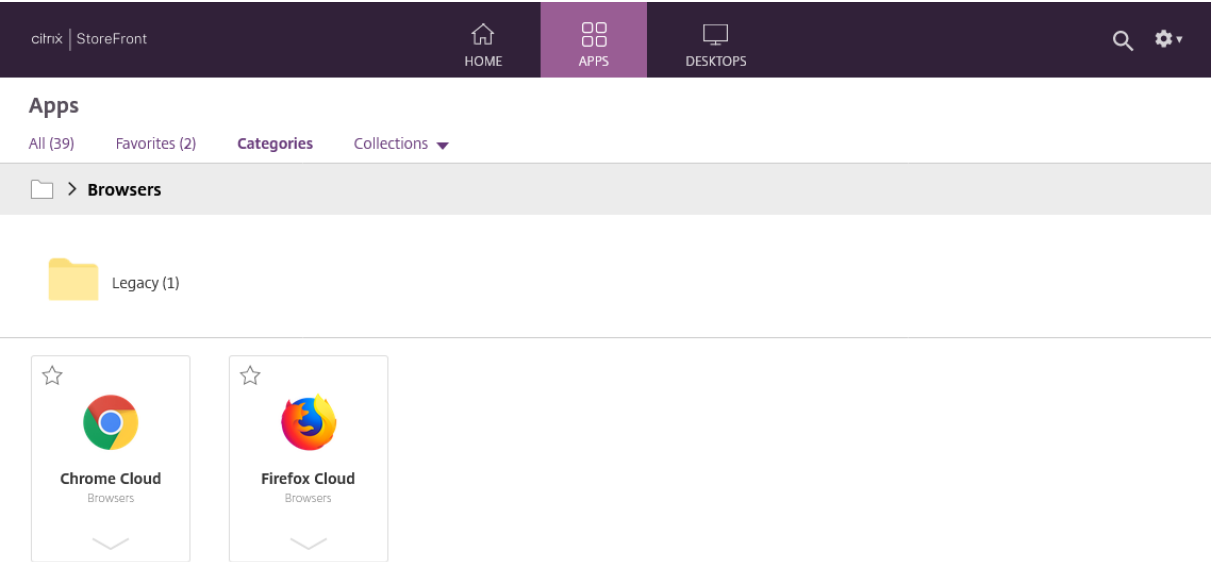 citrix | StoreFront
HOME
APPS
DESKTOPS
Apps
All (39) Favorites (2) Categories Collections
Browsers
Legacy (1)
Chrome Cloud
Browsers
Firefox Cloud
Browsers